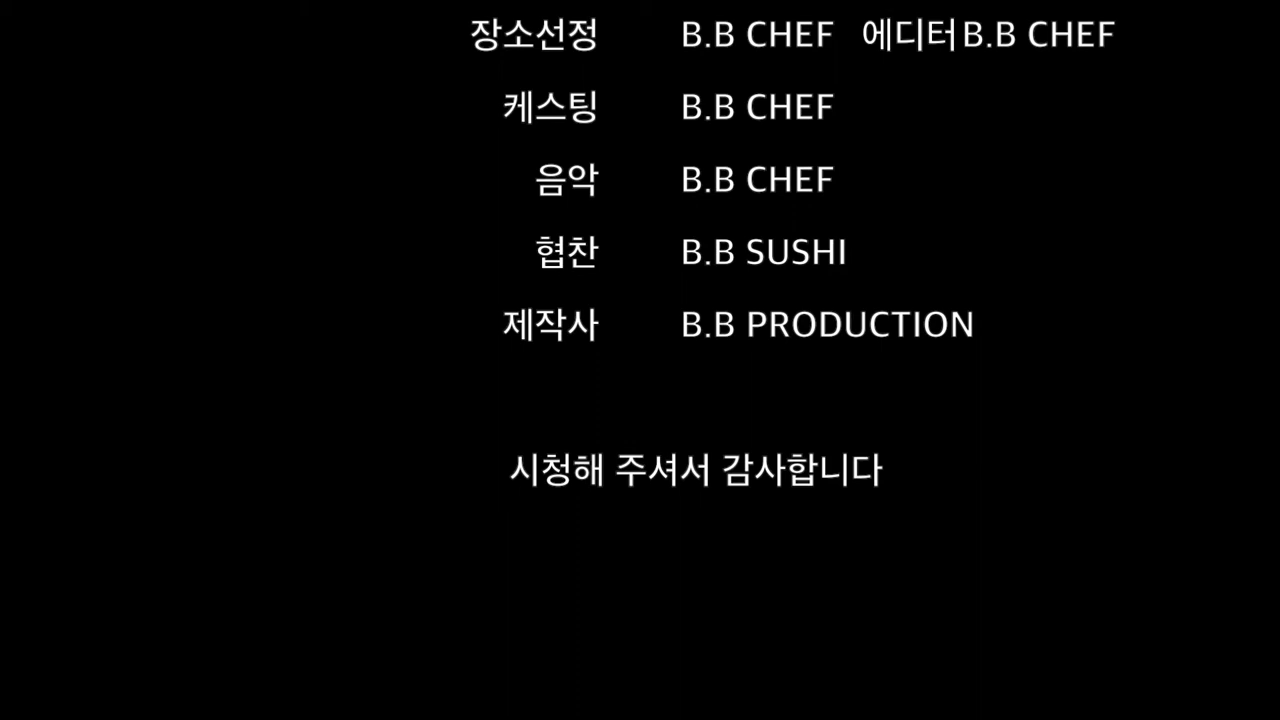 장소선정 B.B CHEF 에디터 B.B CHEF
케스팅 B.B CHEF
음악 B.B CHEF
협찬 B.B SUSHI
제작사 B.B PRODUCTION
시청해 주셔서 감사합니다